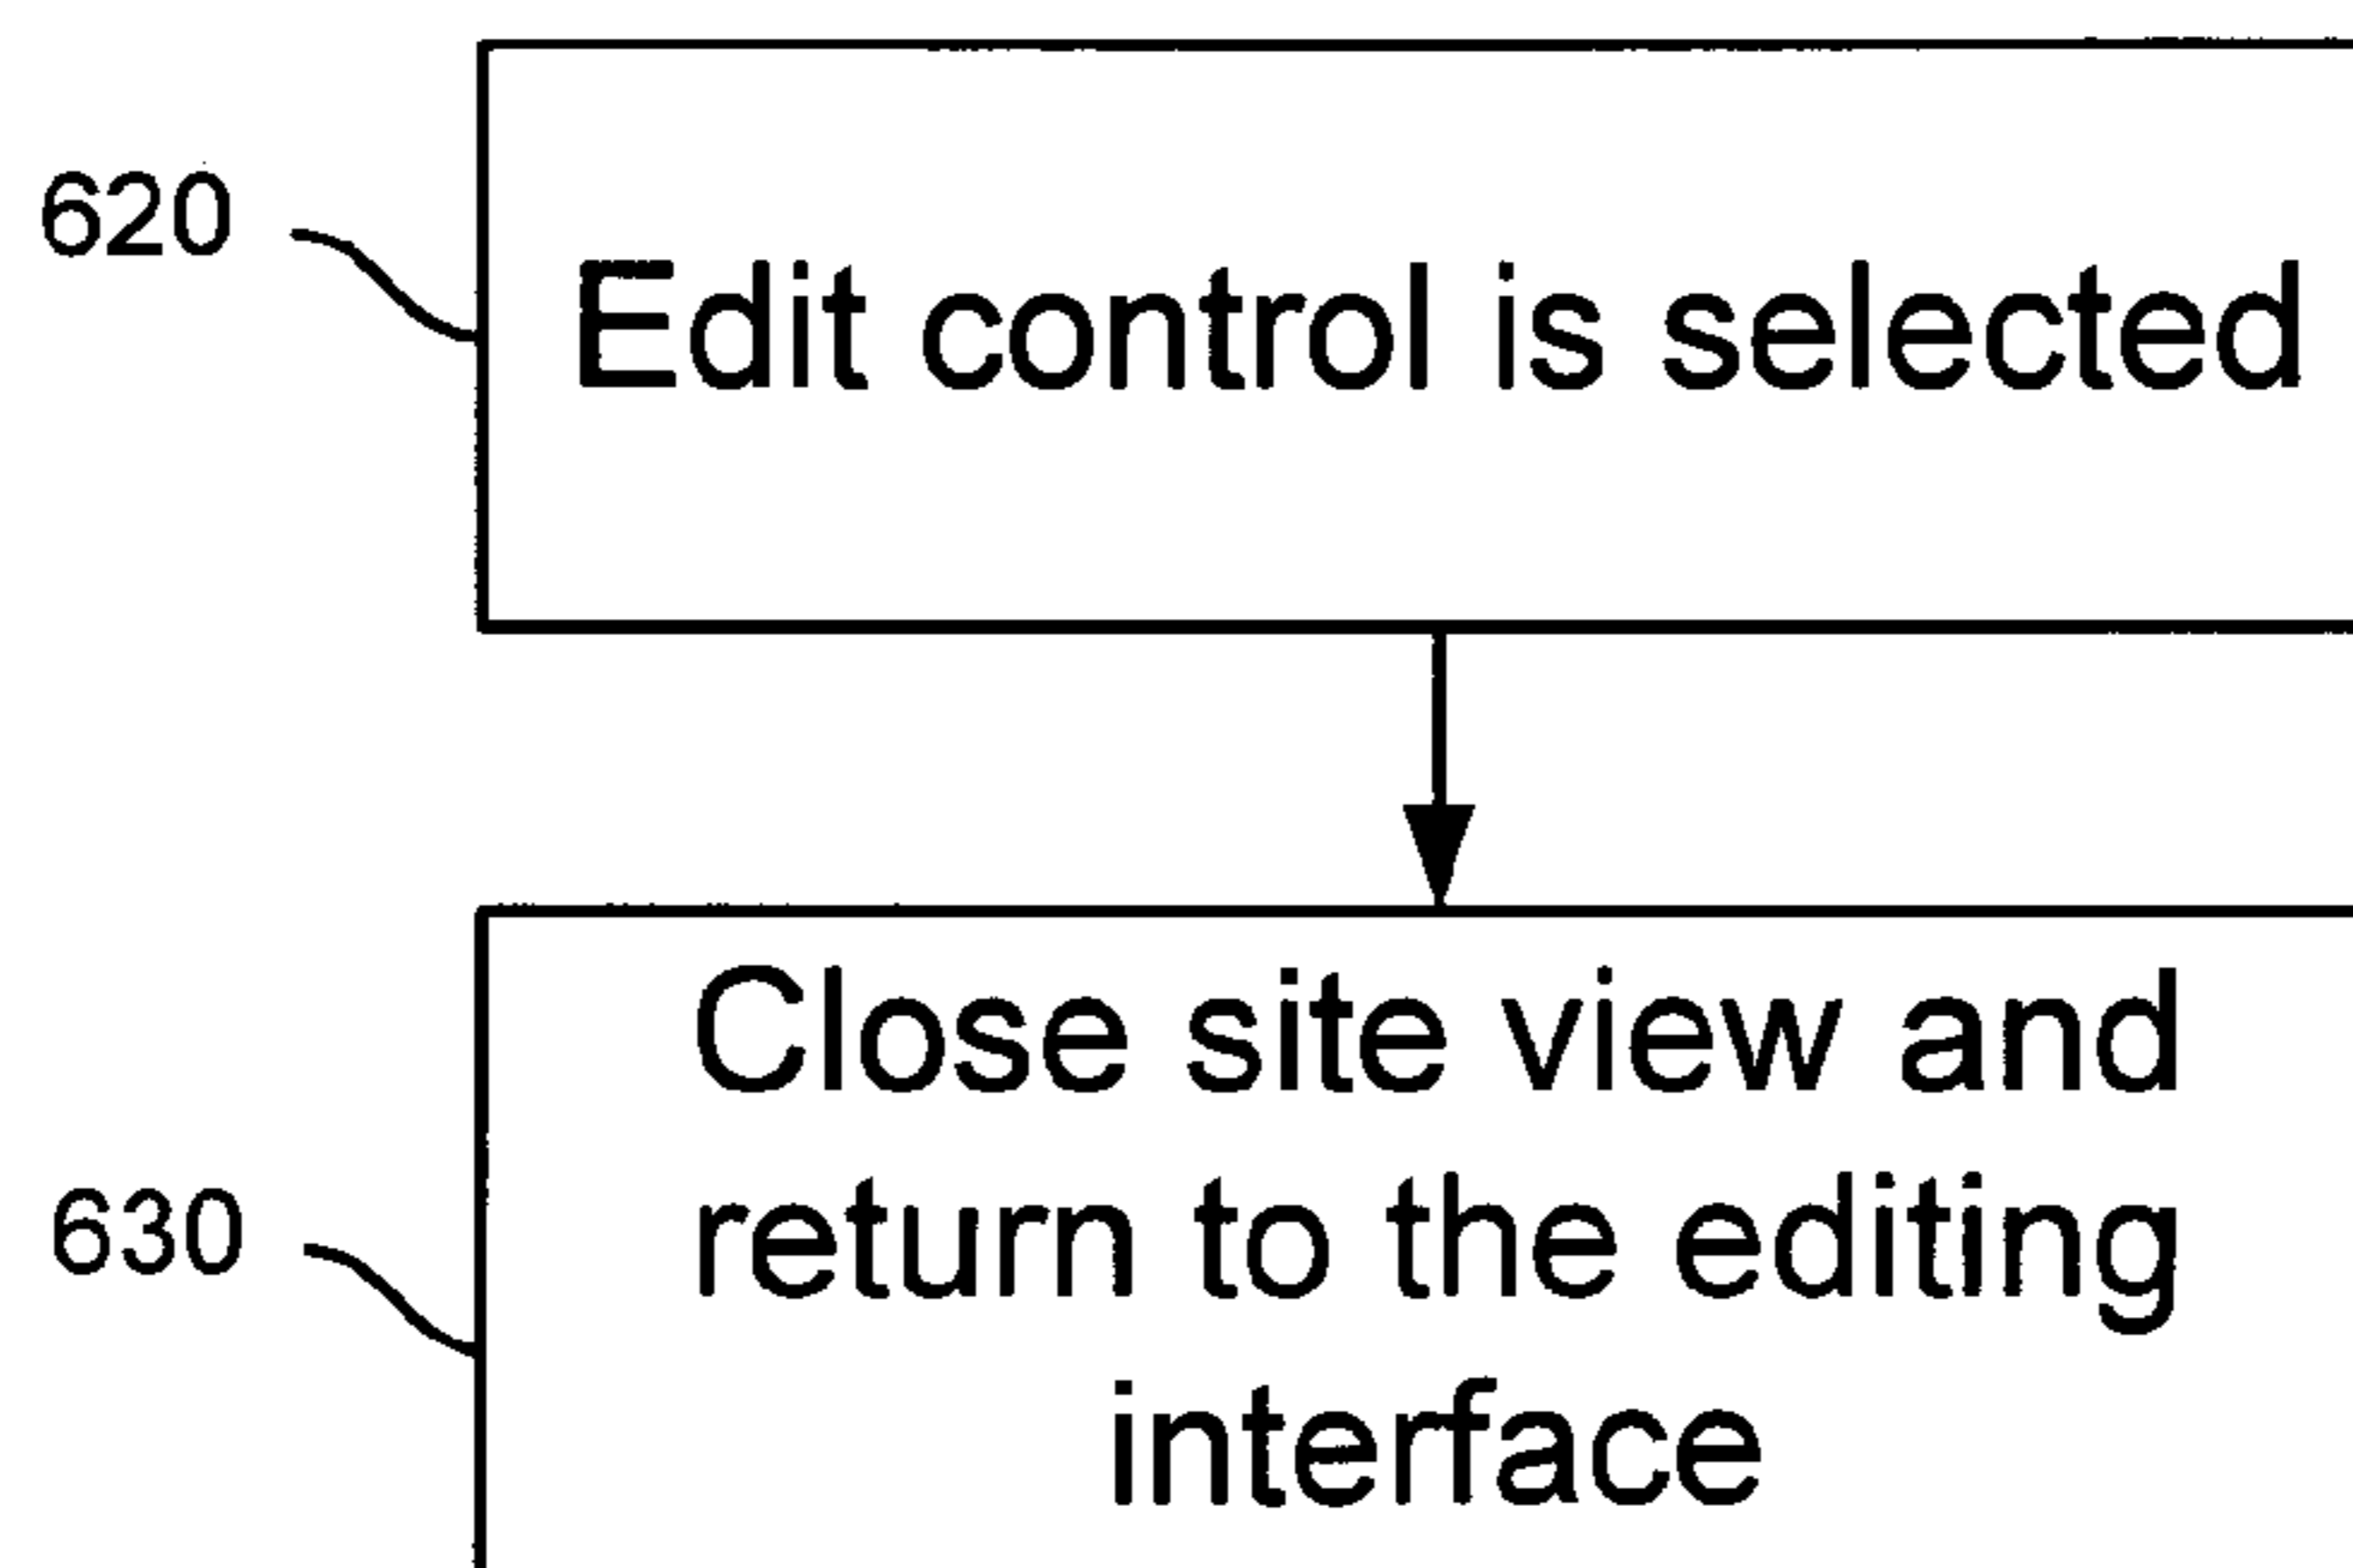 620
Edit control is selected
Close site view and
return to the editing
630
interface